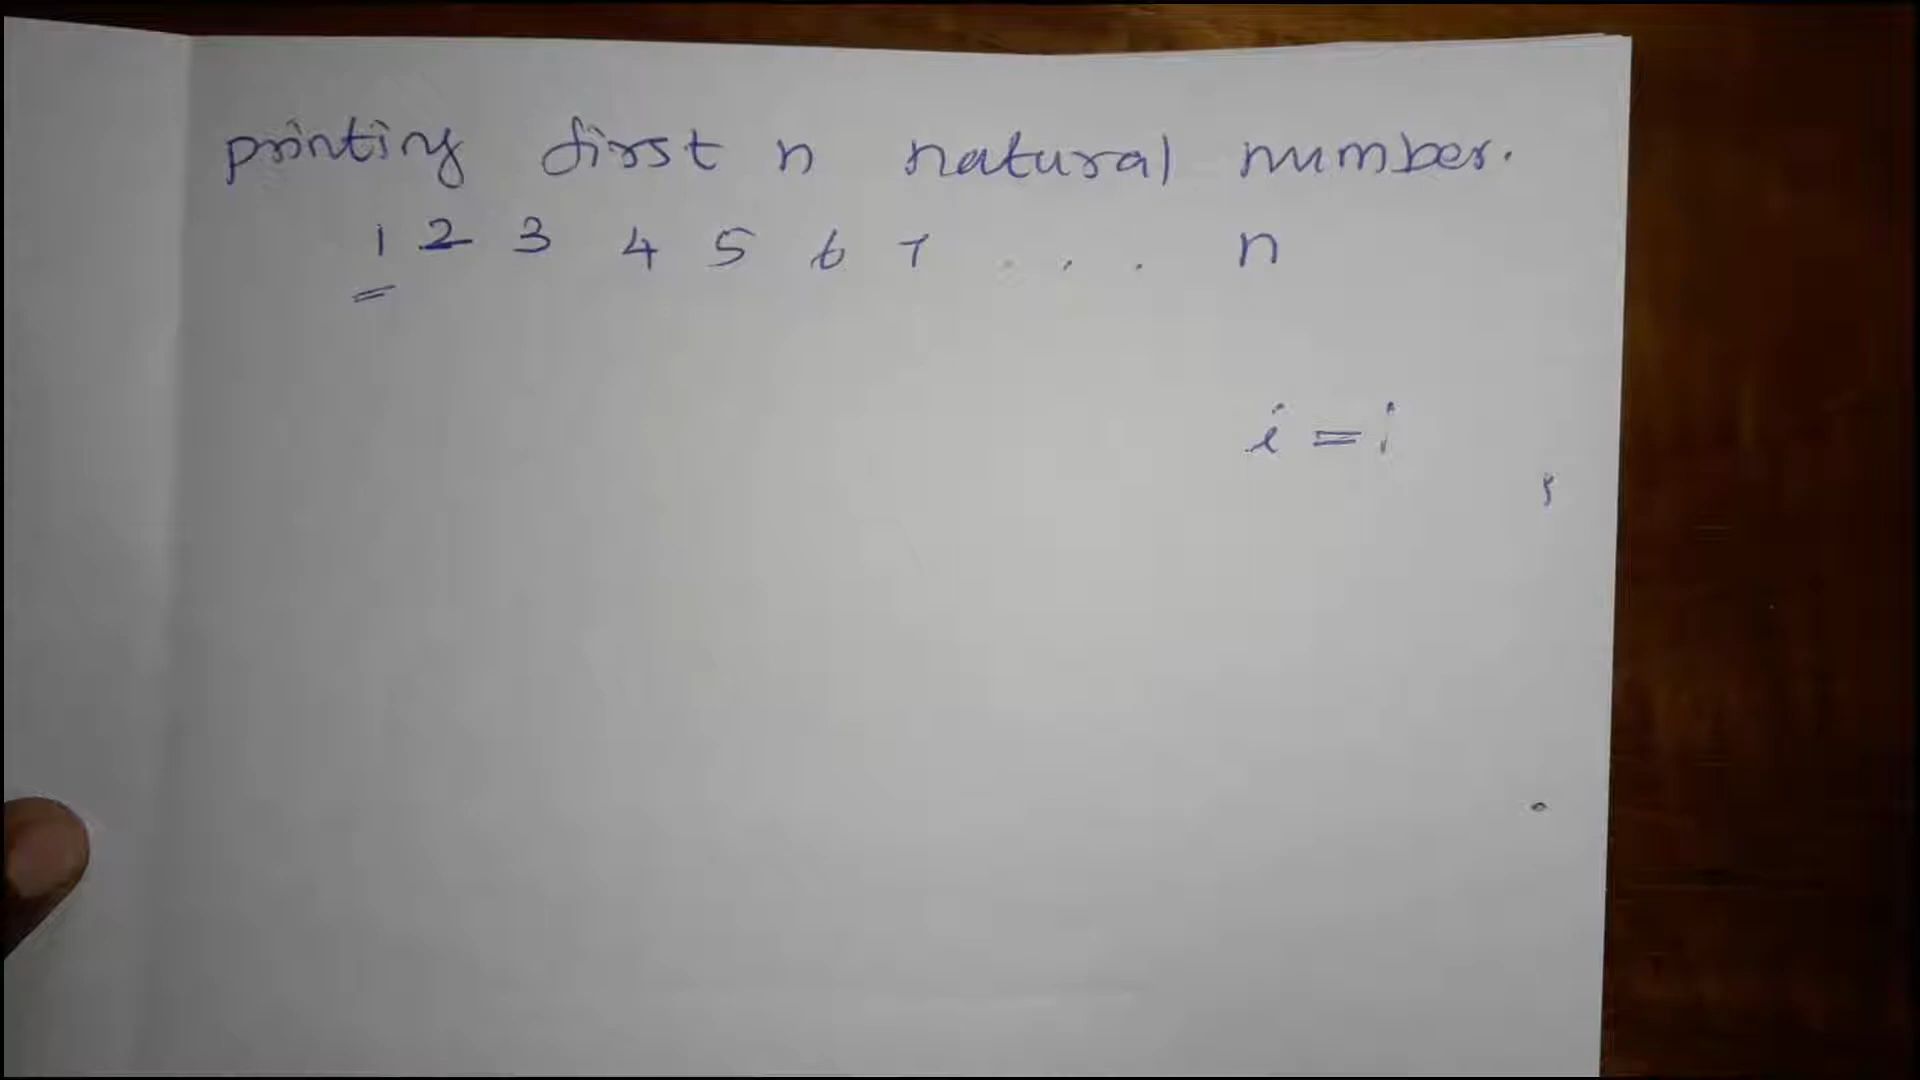 printing first n natural number.
1 2 3 4 5 6 7 . . . n
i = 1